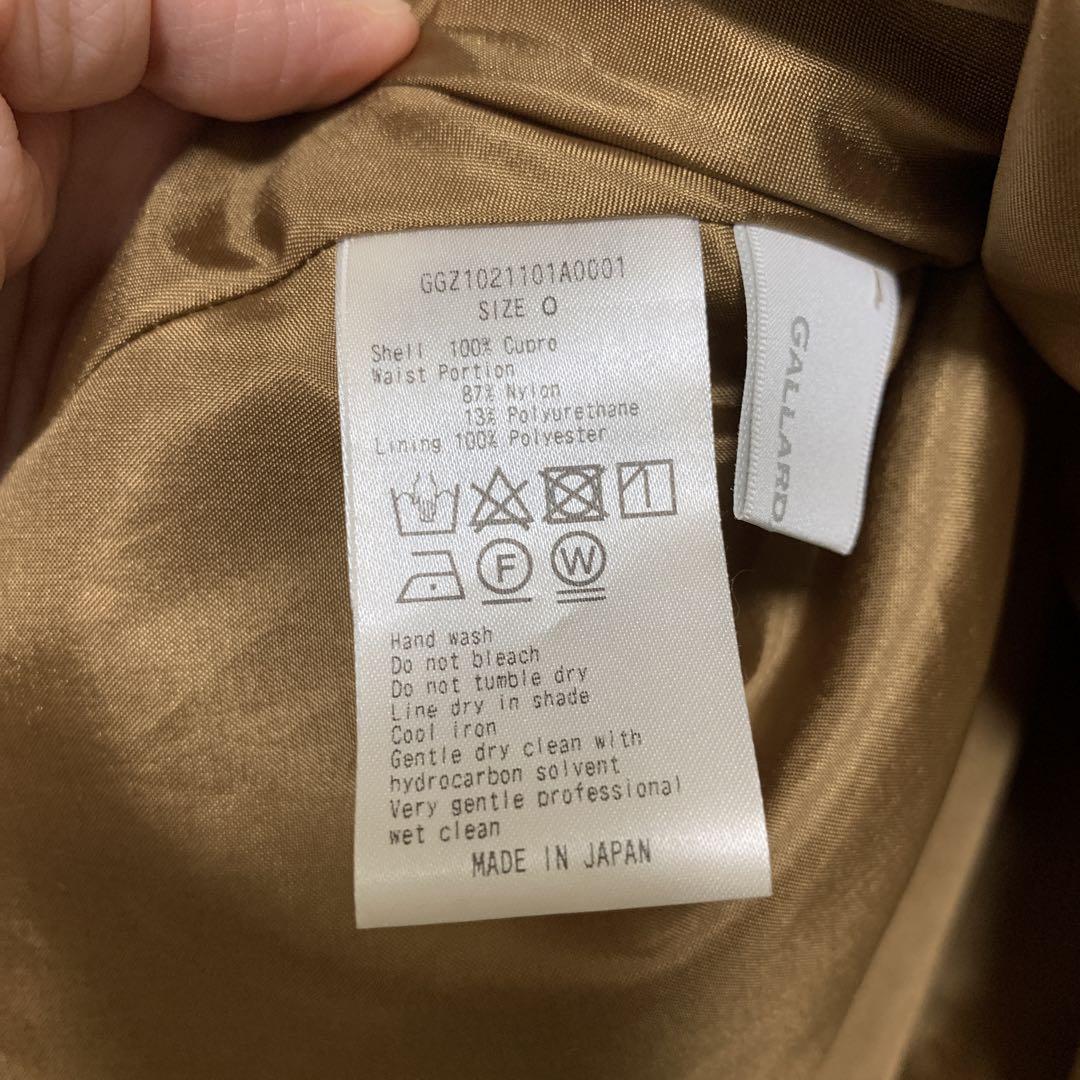 GGZ1021101A0001
SIZE 0
Shell 100% Cupro
Waist Portion
87% Nylon
13% Polyurethane
Lining 100% Polyester
F
W
Hand wash
Do not bleach
Do not tumble dry
Line dry in shade
Cool iron
Gentle dry clean with
hydrocarbon solvent
Very gentle professional
wet clean
MADE IN JAPAN
GALLARD